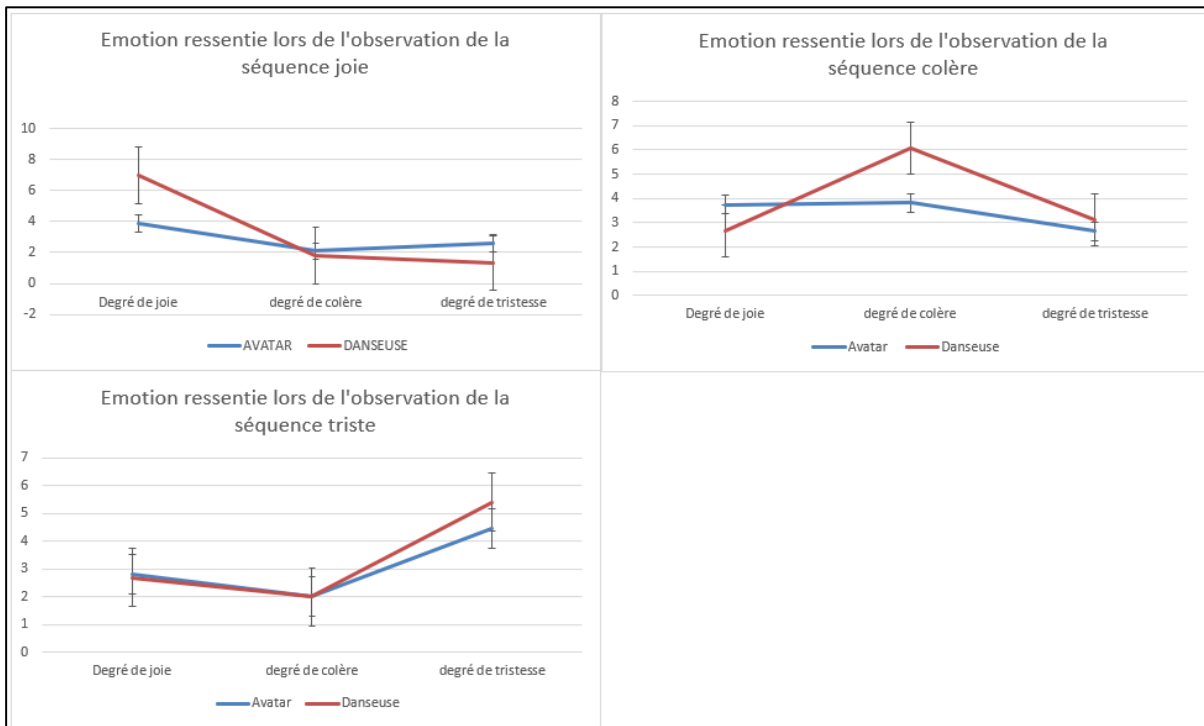 Emotion ressentie lors de l'observation de la
séquence joie
10
8
6
4
2
0
-2
Degré de joie
degré de colère
degré de tristesse
AVATAR
DANSEUSE
Emotion ressentie lors de l'observation de la
séquence colère
8
7
6
5
4
3
2
1
0
Degré de joie
degré de colère
degré de tristesse
Avatar
Danseuse
Emotion ressentie lors de l'observation de la
séquence triste
7
6
5
4
3
2
1
0
Degré de joie
degré de colère
degré de tristesse
Avatar
Danseuse